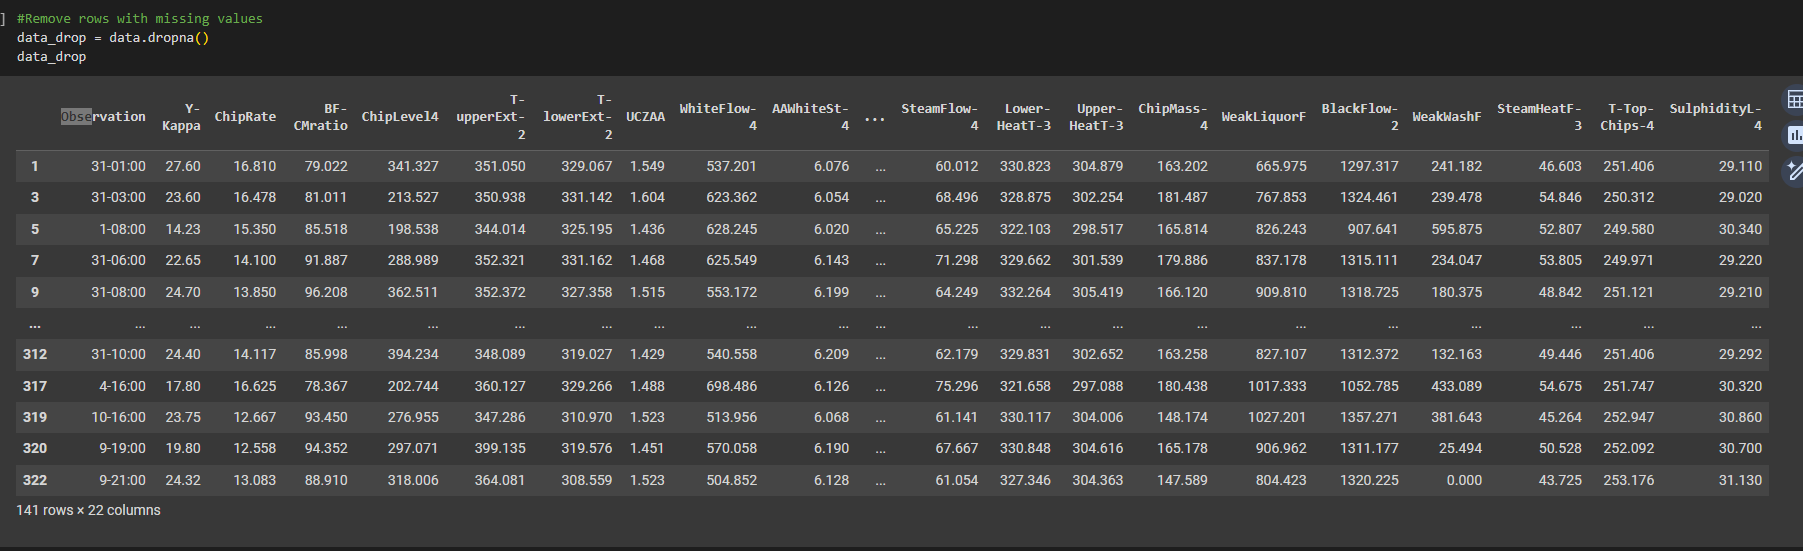 ]
#Remove rows with missing values
data_drop = data.dropna()
data_drop
Observation Y-Kappa ChipRate BF-CMratio ChipLevel4 T-upperExt-2 T-lowerExt-2 UCZAA WhiteFlow-4 AAWhiteSt-4 ... SteamFlow-4 Lower-HeatT-3 Upper-HeatT-3 ChipMass-4 WeakLiquorF BlackFlow-2 WeakWashF SteamHeatF-3 T-Top-Chips-4 SulphidityL-4
1 31-01:00 27.60 16.810 79.022 341.327 351.050 329.067 1.549 537.201 6.076 ... 60.012 330.823 304.879 163.202 665.975 1297.317 241.182 46.603 251.406 29.110
3 31-03:00 23.60 16.478 81.011 213.527 350.938 331.142 1.604 623.362 6.054 ... 68.496 328.875 302.254 181.487 767.853 1324.461 239.478 54.846 250.312 29.020
5 1-08:00 14.23 15.350 85.518 198.538 344.014 325.195 1.436 628.245 6.020 ... 65.225 322.103 298.517 165.814 826.243 907.641 595.875 52.807 249.580 30.340
7 31-06:00 22.65 14.100 91.887 288.989 352.321 331.162 1.468 625.549 6.143 ... 71.298 329.662 301.539 179.886 837.178 1315.111 234.047 53.805 249.971 29.220
9 31-08:00 24.70 13.850 96.208 362.511 352.372 327.358 1.515 553.172 6.199 ... 64.249 332.264 305.419 166.120 909.810 1318.725 180.375 48.842 251.121 29.210
... ... ... ... ... ... ... ... ... ... ... ... ... ... ... ... ... ... ... ... ... ...
312 31-10:00 24.40 14.117 85.998 394.234 348.089 319.027 1.429 540.558 6.209 ... 62.179 329.831 302.652 163.258 827.107 1312.372 132.163 49.446 251.406 29.292
317 4-16:00 17.80 16.625 78.367 202.744 360.127 329.266 1.488 698.486 6.126 ... 75.296 321.658 297.088 180.438 1017.333 1052.785 433.089 54.675 251.747 30.320
319 10-16:00 23.75 12.667 93.450 276.955 347.286 310.970 1.523 513.956 6.068 ... 61.141 330.117 304.006 148.174 1027.201 1357.271 381.643 45.264 252.947 30.860
320 9-19:00 19.80 12.558 94.352 297.071 399.135 319.576 1.451 570.058 6.190 ... 67.667 330.848 304.616 165.178 906.962 1311.177 25.494 50.528 252.092 30.700
322 9-21:00 24.32 13.083 88.910 318.006 364.081 308.559 1.523 504.852 6.128 ... 61.054 327.346 304.363 147.589 804.423 1320.225 0.000 43.725 253.176 31.130
141 rows × 22 columns